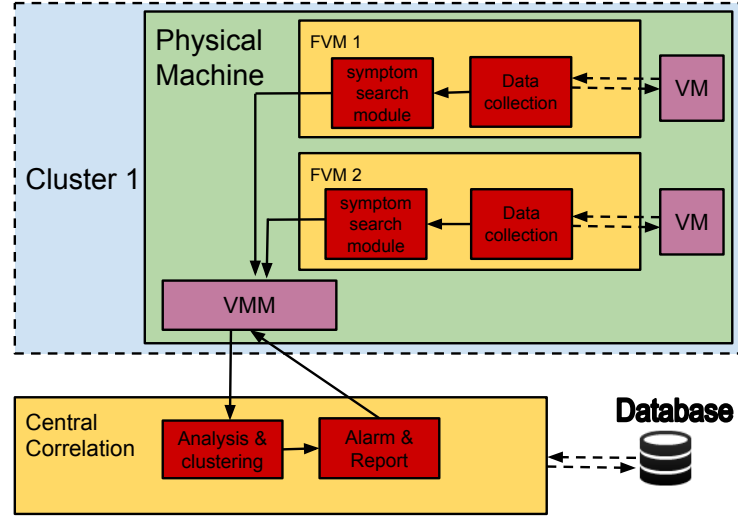 Physical
Machine
FVM 1
symptom
search
module
Data
collection
VM
Cluster 1
FVM 2
symptom
search
module
Data
collection
VM
VMM
Central
Correlation
Analysis &
clustering
Alarm &
Report
Database